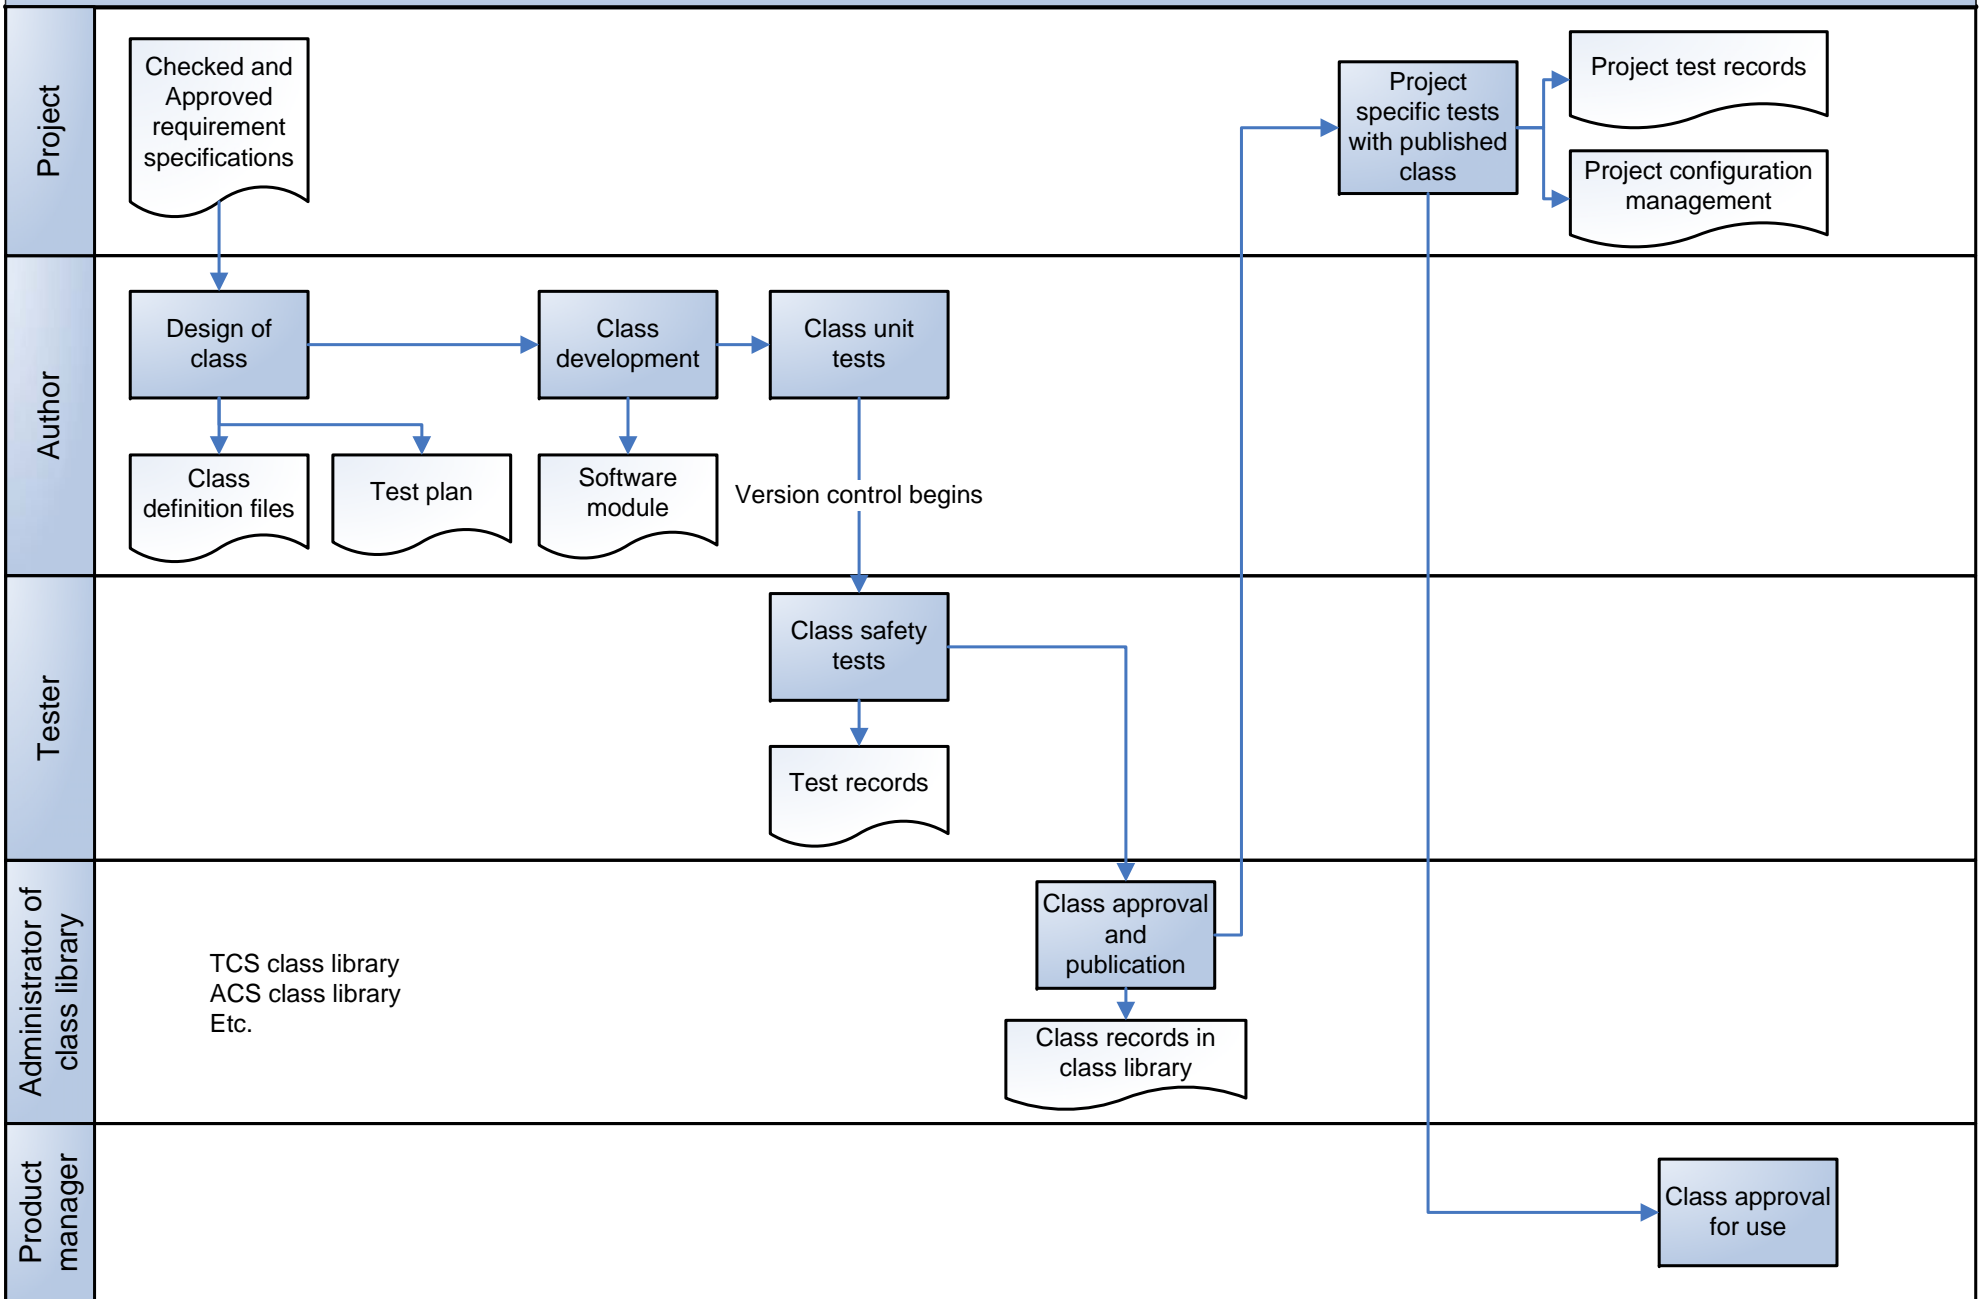 Project
Checked and
Approved
requirement
specifications
Project
specific tests
with published
class
Project test records
Project configuration
management
Author
Design of
class
Class
development
Class unit
tests
Class
definition files
Test plan
Software
module
Version control begins
Tester
Class safety
tests
Test records
Administrator of
class library
TCS class library
ACS class library
Etc.
Class approval
and
publication
Class records in
class library
Product
manager
Class approval
for use